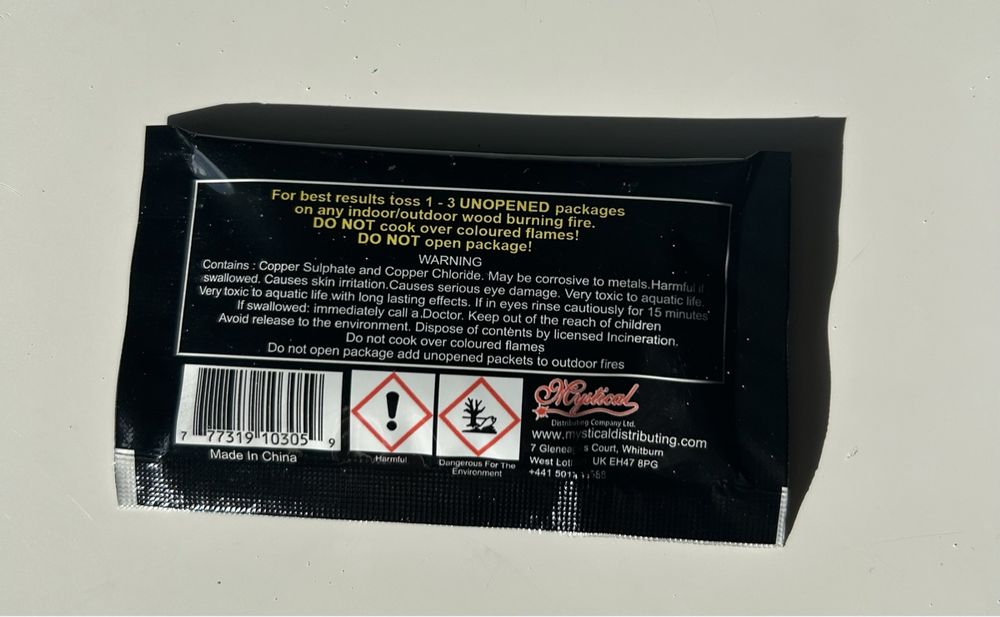 For best results toss 1 - 3 UNOPENED packages
on any indoor/outdoor wood burning fire.
DO NOT cook over coloured flames!
DO NOT open package!
WARNING
Contains : Copper Sulphate and Copper Chloride. May be corrosive to metals.Harmful if
swallowed. Causes skin irritation.Causes serious eye damage. Very toxic to aquatic life.
Very toxic to aquatic life with long lasting effects. If in eyes rinse cautiously for 15 minutes
If swallowed: immediately call a Doctor. Keep out of the reach of children
Avoid release to the environment. Dispose of contents by licensed Incineration.
Do not cook over coloured flames
Do not open package add unopened packets to outdoor fires
7 77319 10305 9
Made In China
Harmful
Dangerous For The
Environment
Mystical
Distributing Company Ltd.
www.mysticaldistributing.com
7 Court, Whitburn
West UK EH47 8PG
+441